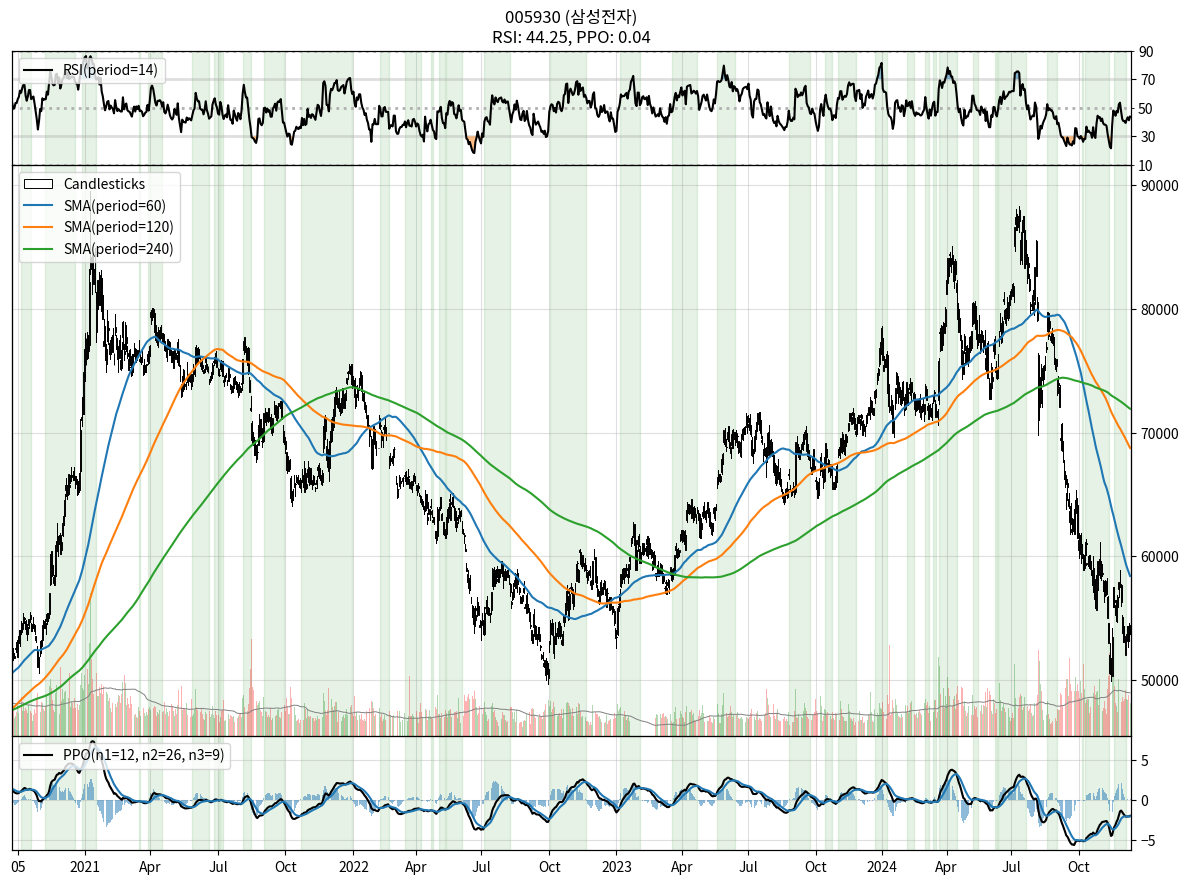 005930 (삼성전자)
RSI: 44.25, PPO: 0.04
RSI(period=14)
90
70
50
30
10
Candlesticks
SMA(period=60)
SMA(period=120)
SMA(period=240)
90000
80000
70000
60000
50000
PPO(n1=12, n2=26, n3=9)
5
0
−5
05 2021 Apr Jul Oct 2022 Apr Jul Oct 2023 Apr Jul Oct 2024 Apr Jul Oct